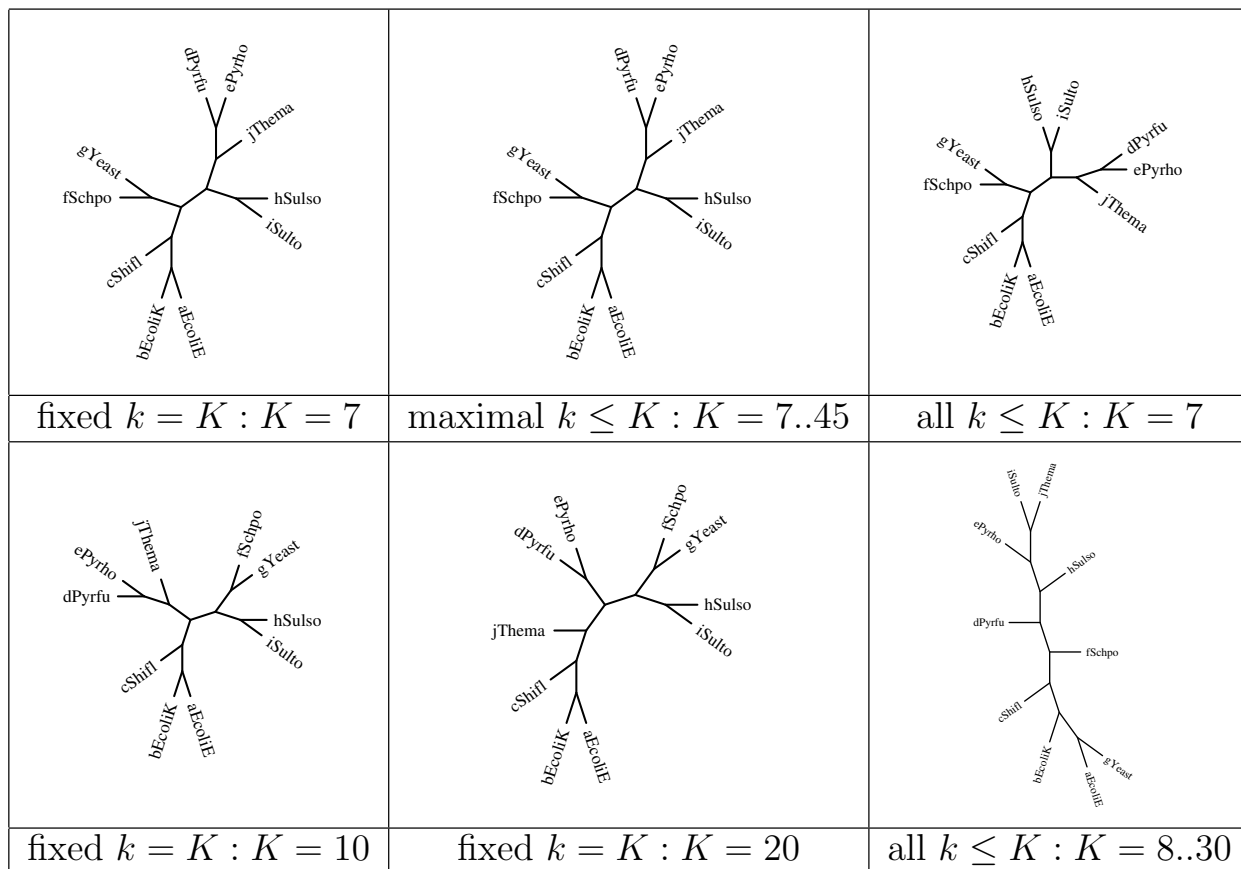 dPyrfu
ePyrho
jThema
gYeast
fSchpo
hSulso
iSulto
cShifl
bEcoliK
aEcoliE
fixed k = K : K = 7
dPyrfu
ePyrho
jThema
gYeast
fSchpo
hSulso
iSulto
cShifl
bEcoliK
aEcoliE
maximal k ≤ K : K = 7..45
hSulso
iSulto
dPyrfu
gYeast
ePyrho
fSchpo
jThema
cShifl
bEcoliK
aEcoliE
all k ≤ K : K = 7
jThema
fSchpo
ePyrho
gYeast
dPyrfu
hSulso
iSulto
cShifl
bEcoliK
aEcoliE
fixed k = K : K = 10
ePyrho
fSchpo
dPyrfu
gYeast
hSulso
jThema
iSulto
cShifl
bEcoliK
aEcoliE
fixed k = K : K = 20
iSulto
jThema
ePyrho
hSulso
dPyrfu
fSchpo
cShifl
bEcoliK
gYeast
aEcoliE
all k ≤ K : K = 8..30